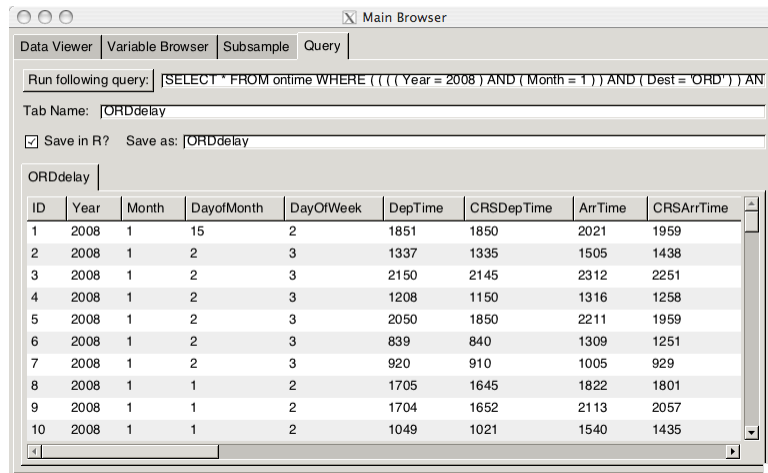 Main Browser
Data Viewer Variable Browser Subsample Query
Run following query: SELECT * FROM ontime WHERE ( ( ( ( Year = 2008 ) AND ( Month = 1 ) ) AND ( Dest = 'ORD' ) ) AN
Tab Name: ORDdelay
Save in R? Save as: ORDdelay
ORDdelay
ID Year Month DayofMonth DayOfWeek DepTime CRSDepTime ArrTime CRSArrTime
1 2008 1 15 2 1851 1850 2021 1959
2 2008 1 2 3 1337 1335 1505 1438
3 2008 1 2 3 2150 2145 2312 2251
4 2008 1 2 3 1208 1150 1316 1258
5 2008 1 2 3 2050 1850 2211 1959
6 2008 1 2 3 839 840 1309 1251
7 2008 1 2 3 920 910 1005 929
8 2008 1 1 2 1705 1645 1822 1801
9 2008 1 1 2 1704 1652 2113 2057
10 2008 1 1 2 1049 1021 1540 1435